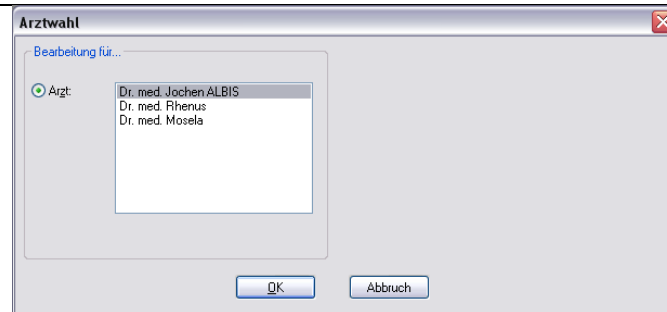 Arztwahl
Bearbeitung für...
Arzt:
Dr. med. Jochen ALBIS
Dr. med. Rhenus
Dr. med. Mosela
OK
Abbruch